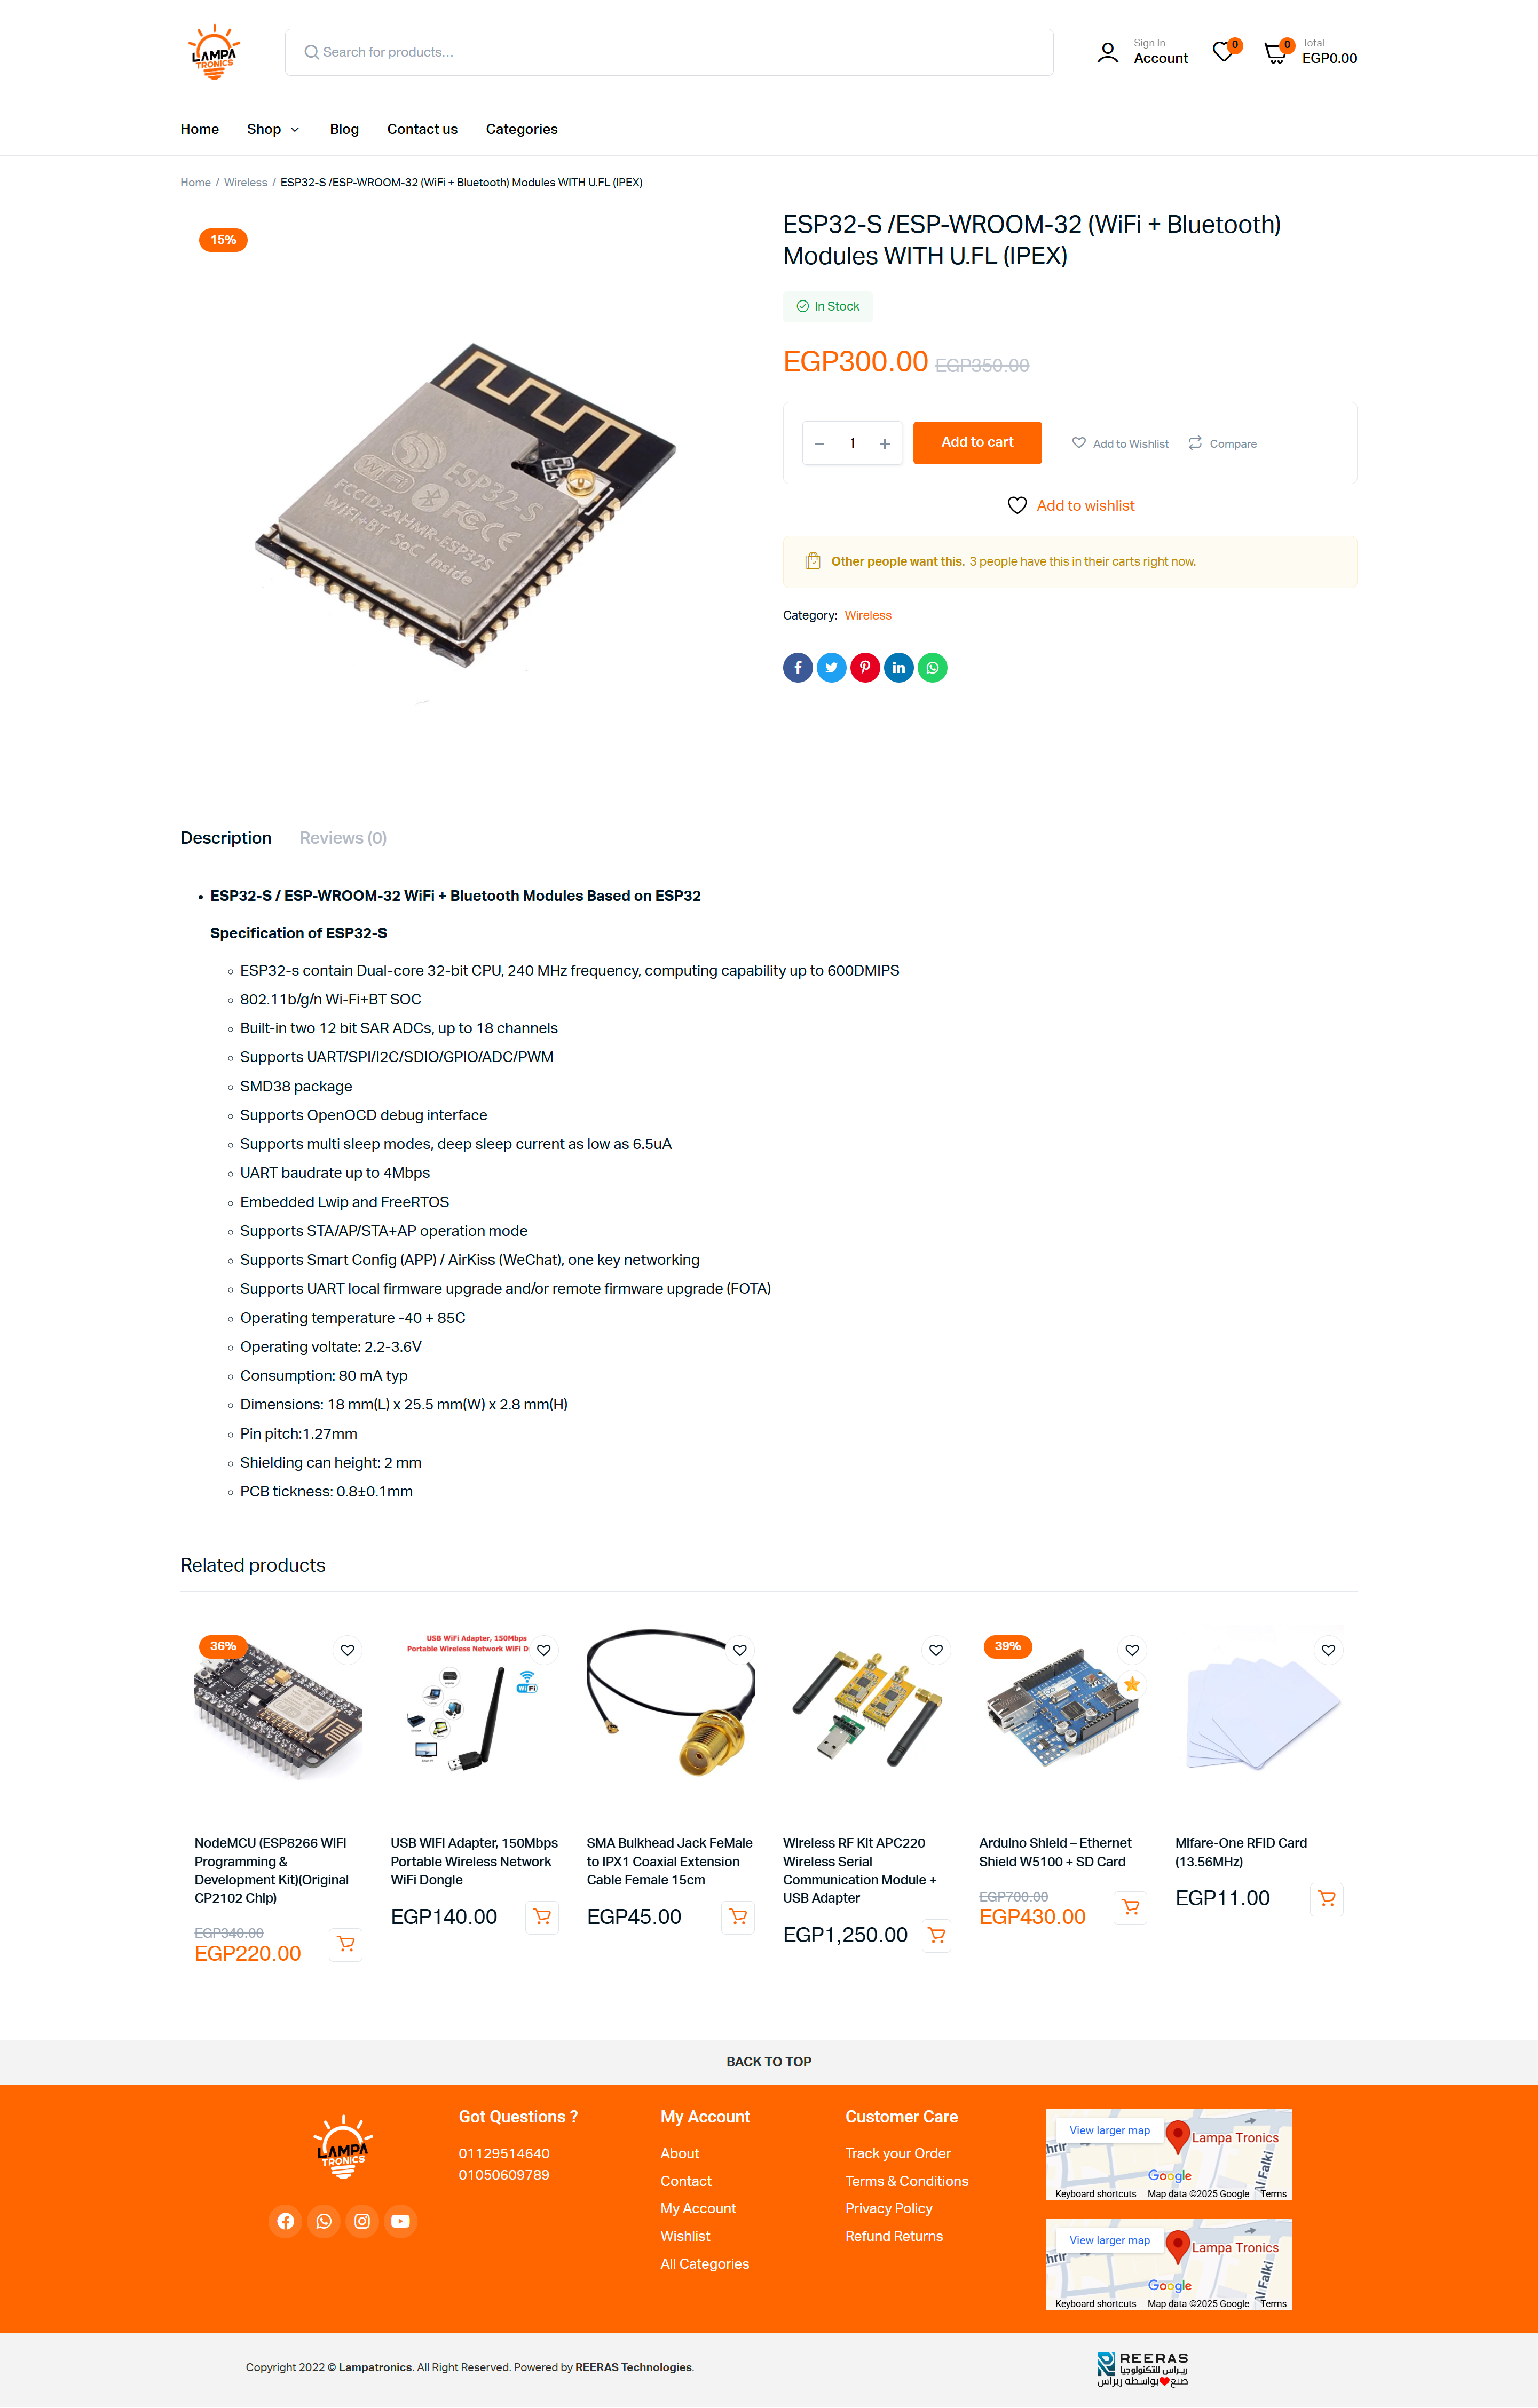 LAMPA
TRONICS
Search for products...
Sign In
Account
0
0
Total
EGP0.00
Home
Shop
Blog
Contact us
Categories
Home / Wireless / ESP32-S /ESP-WROOM-32 (WiFi + Bluetooth) Modules WITH U.FL (IPEX)
15%
WiFi
ESP32-S
FCCID:2AHMR-ESP32S
FC CE
WiFi+BT SoC Inside
ESP32-S /ESP-WROOM-32 (WiFi + Bluetooth)
Modules WITH U.FL (IPEX)
In Stock
EGP300.00 EGP350.00
1
Add to cart
Add to Wishlist
Compare
Add to wishlist
Other people want this. 3 people have this in their carts right now.
Category: Wireless
Description
Reviews (0)
ESP32-S / ESP-WROOM-32 WiFi + Bluetooth Modules Based on ESP32
Specification of ESP32-S
ESP32-s contain Dual-core 32-bit CPU, 240 MHz frequency, computing capability up to 600DMIPS
802.11b/g/n Wi-Fi+BT SOC
Built-in two 12 bit SAR ADCs, up to 18 channels
Supports UART/SPI/I2C/SDIO/GPIO/ADC/PWM
SMD38 package
Supports OpenOCD debug interface
Supports multi sleep modes, deep sleep current as low as 6.5uA
UART baudrate up to 4Mbps
Embedded Lwip and FreeRTOS
Supports STA/AP/STA+AP operation mode
Supports Smart Config (APP) / AirKiss (WeChat), one key networking
Supports UART local firmware upgrade and/or remote firmware upgrade (FOTA)
Operating temperature -40 + 85C
Operating voltate: 2.2-3.6V
Consumption: 80 mA typ
Dimensions: 18 mm(L) x 25.5 mm(W) x 2.8 mm(H)
Pin pitch:1.27mm
Shielding can height: 2 mm
PCB tickness: 0.8±0.1mm
Related products
36%
USB WiFi Adapter, 150Mbps
Portable Wireless Network WiFi D
WiFi
39%
NodeMCU (ESP8266 WiFi
Programming &
Development Kit)(Original
CP2102 Chip)
EGP340.00
EGP220.00
USB WiFi Adapter, 150Mbps
Portable Wireless Network
WiFi Dongle
EGP140.00
SMA Bulkhead Jack FeMale
to IPX1 Coaxial Extension
Cable Female 15cm
EGP45.00
Wireless RF Kit APC220
Wireless Serial
Communication Module +
USB Adapter
EGP1,250.00
Arduino Shield – Ethernet
Shield W5100 + SD Card
EGP700.00
EGP430.00
Mifare-One RFID Card
(13.56MHz)
EGP11.00
BACK TO TOP
LAMPA
TRONICS
Got Questions ?
01129514640
01050609789
My Account
About
Contact
My Account
Wishlist
All Categories
Customer Care
Track your Order
Terms & Conditions
Privacy Policy
Refund Returns
View larger map
Lampa Tronics
hrir
Al Falki
Google
Keyboard shortcuts Map data ©2025 Google Terms
View larger map
Lampa Tronics
hrir
Al Falki
Google
Keyboard shortcuts Map data ©2025 Google Terms
Copyright 2022 © Lampatronics. All Right Reserved. Powered by REERAS Technologies.
REERAS
ريراس للتكنولوجيا
صنع بواسطة ريراس